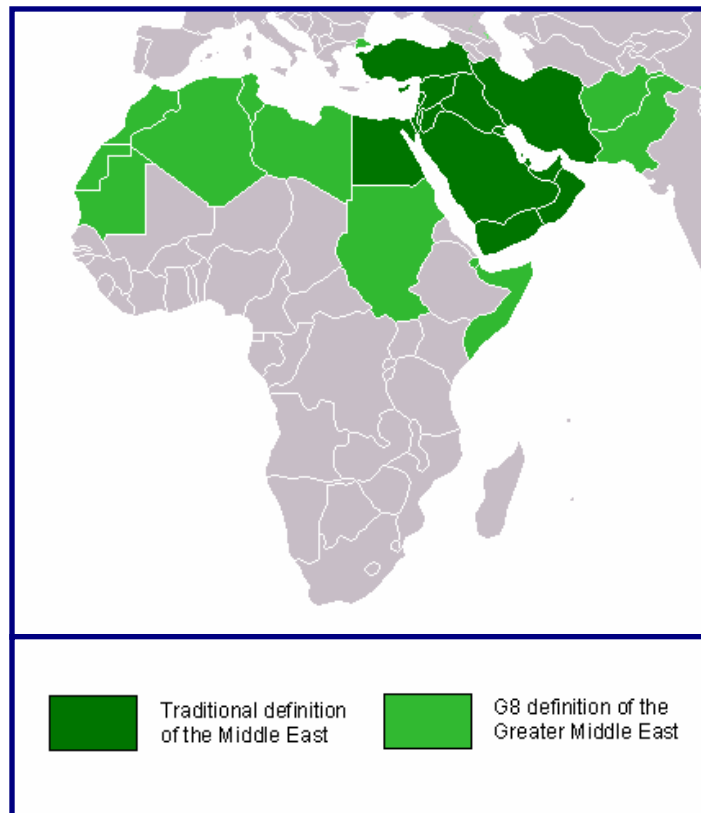 Traditional definition
of the Middle East
G8 definition of the
Greater Middle East